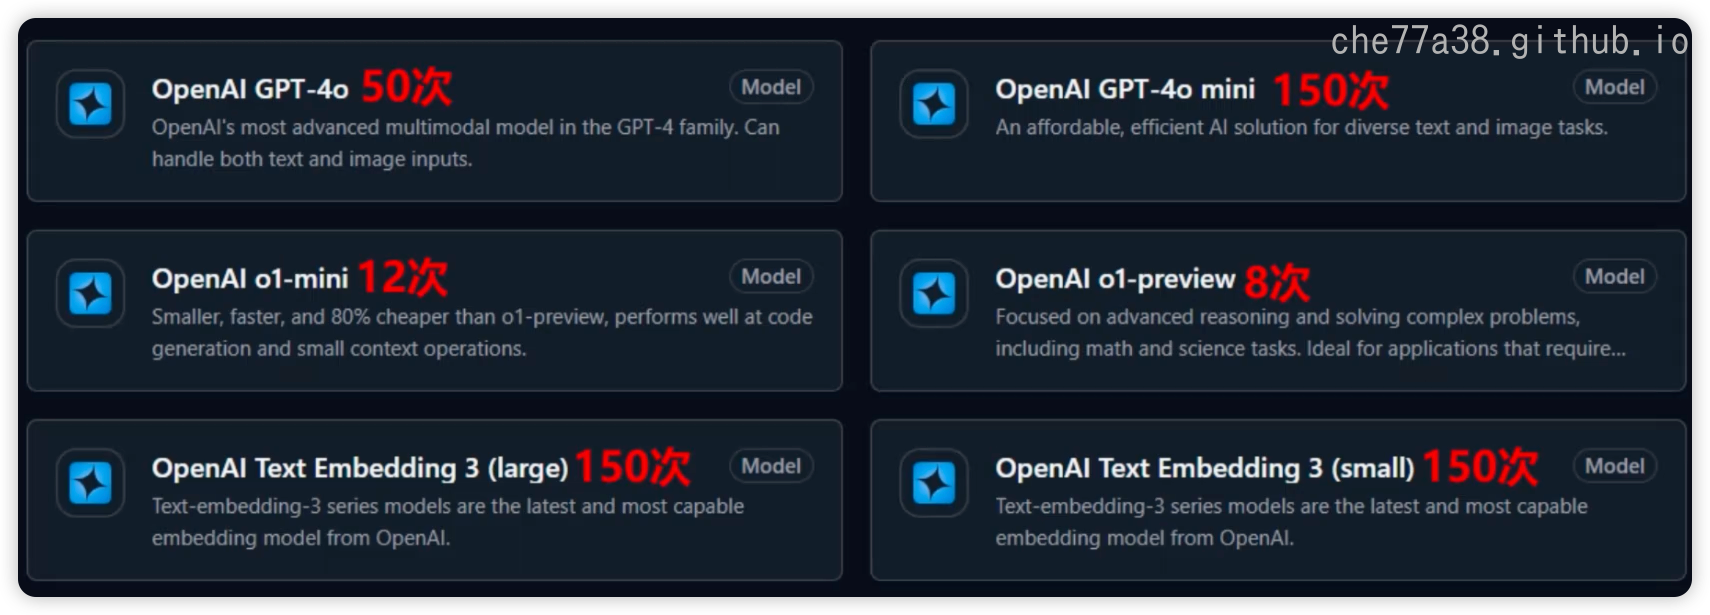 che77a38.github.io
OpenAI GPT-4o 50次 Model
OpenAI's most advanced multimodal model in the GPT-4 family. Can
handle both text and image inputs.
OpenAI GPT-4o mini 150次 Model
An affordable, efficient AI solution for diverse text and image tasks.
OpenAI o1-mini 12次 Model
Smaller, faster, and 80% cheaper than o1-preview, performs well at code
generation and small context operations.
OpenAI o1-preview 8次 Model
Focused on advanced reasoning and solving complex problems,
including math and science tasks. Ideal for applications that require...
OpenAI Text Embedding 3 (large) 150次 Model
Text-embedding-3 series models are the latest and most capable
embedding model from OpenAI.
OpenAI Text Embedding 3 (small) 150次 Model
Text-embedding-3 series models are the latest and most capable
embedding model from OpenAI.